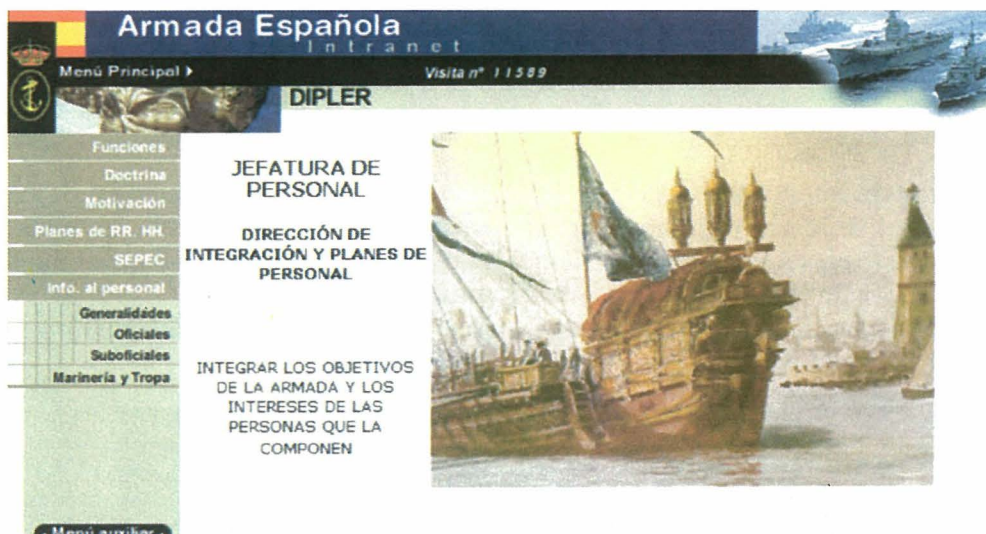 Armada Española
Intranet
Menú Principal
Visita nº 11589
DIPLER
Funciones
Doctrina
Motivación
Planes de RR. HH.
SEPEC
Info. al personal
Generalidades
Oficiales
Suboficiales
Marinería y Tropa
JEFATURA DE
PERSONAL
DIRECCIÓN DE
INTEGRACIÓN Y PLANES DE
PERSONAL
INTEGRAR LOS OBJETIVOS
DE LA ARMADA Y LOS
INTERESES DE LAS
PERSONAS QUE LA
COMPONEN
- Menú auxiliar -